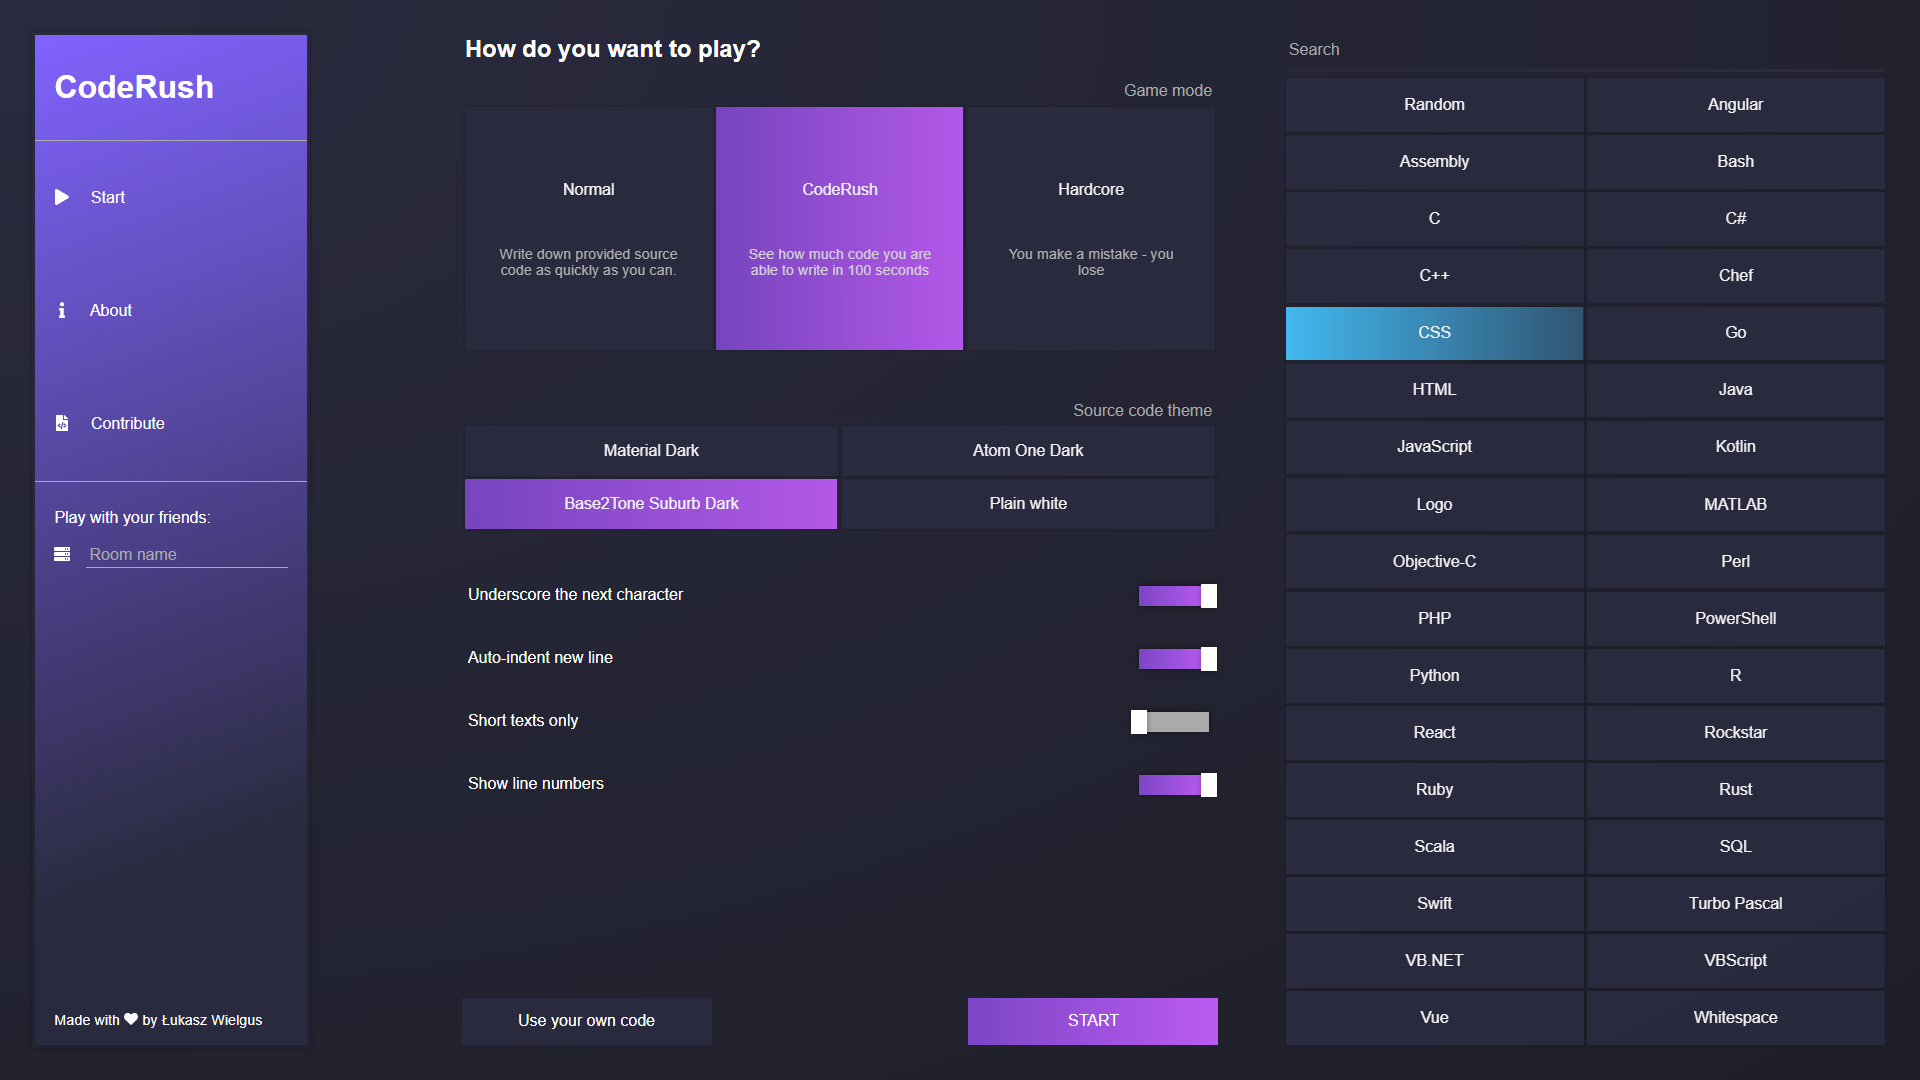 CodeRush
Start
About
Contribute
Play with your friends:
Room name
Made with by Łukasz Wielgus
How do you want to play?
Game mode
Normal
Write down provided source
code as quickly as you can.
CodeRush
See how much code you are
able to write in 100 seconds
Hardcore
You make a mistake - you
lose
Source code theme
Material Dark
Atom One Dark
Base2Tone Suburb Dark
Plain white
Underscore the next character
Auto-indent new line
Short texts only
Show line numbers
Use your own code
START
Search
Random
Angular
Assembly
Bash
C
C#
C++
Chef
CSS
Go
HTML
Java
JavaScript
Kotlin
Logo
MATLAB
Objective-C
Perl
PHP
PowerShell
Python
R
React
Rockstar
Ruby
Rust
Scala
SQL
Swift
Turbo Pascal
VB.NET
VBScript
Vue
Whitespace